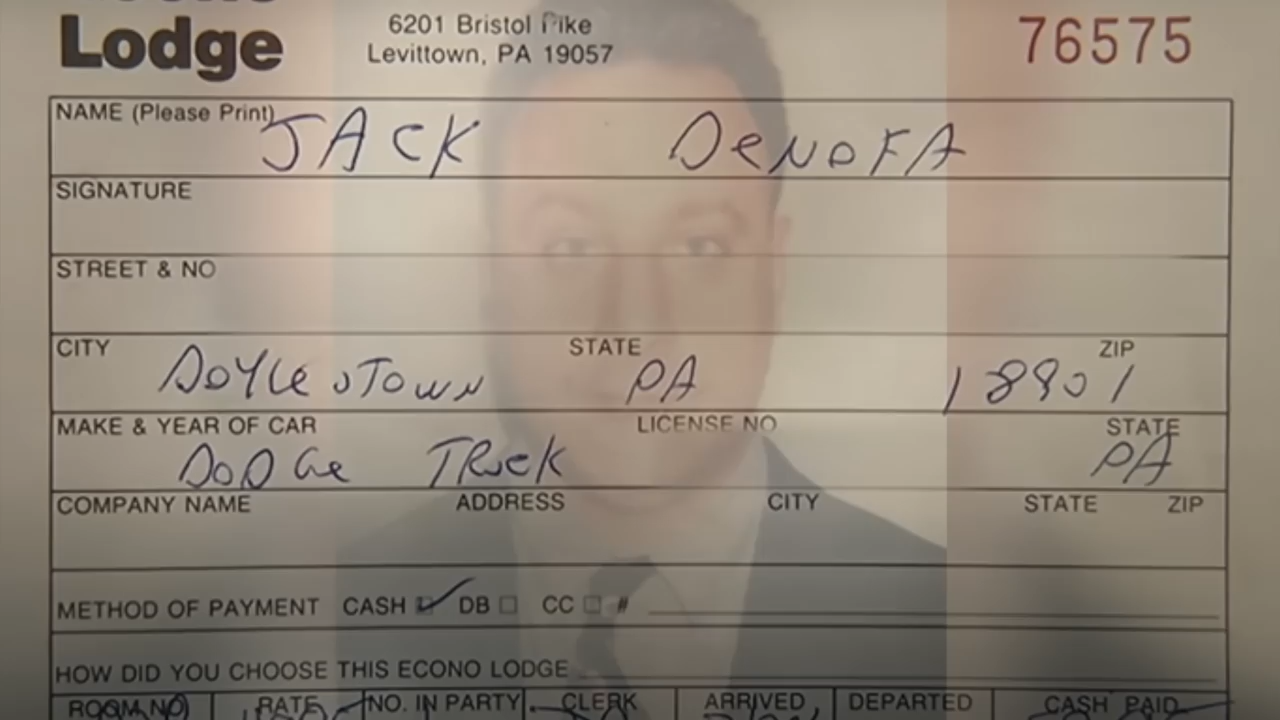 Lodge
6201 Bristol Pike
Levittown, PA 19057
76575
NAME (Please Print) JACK DeNOFA
SIGNATURE
STREET & NO
CITY STATE ZIP
DOYLesTOWN PA 18901
MAKE & YEAR OF CAR LICENSE NO STATE
DODGe TRucK PA
COMPANY NAME ADDRESS CITY STATE ZIP
METHOD OF PAYMENT CASH DB CC #
HOW DID YOU CHOOSE THIS ECONO LODGE
ROOM NO RATE NO. IN PARTY CLERK ARRIVED DEPARTED CASH PAID